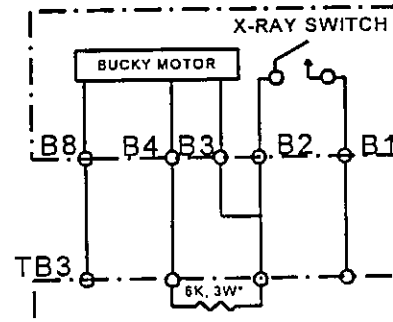 X-RAY SWITCH
BUCKY MOTOR
B8 B4 B3 B2 B1
TB3
6K, 3W"